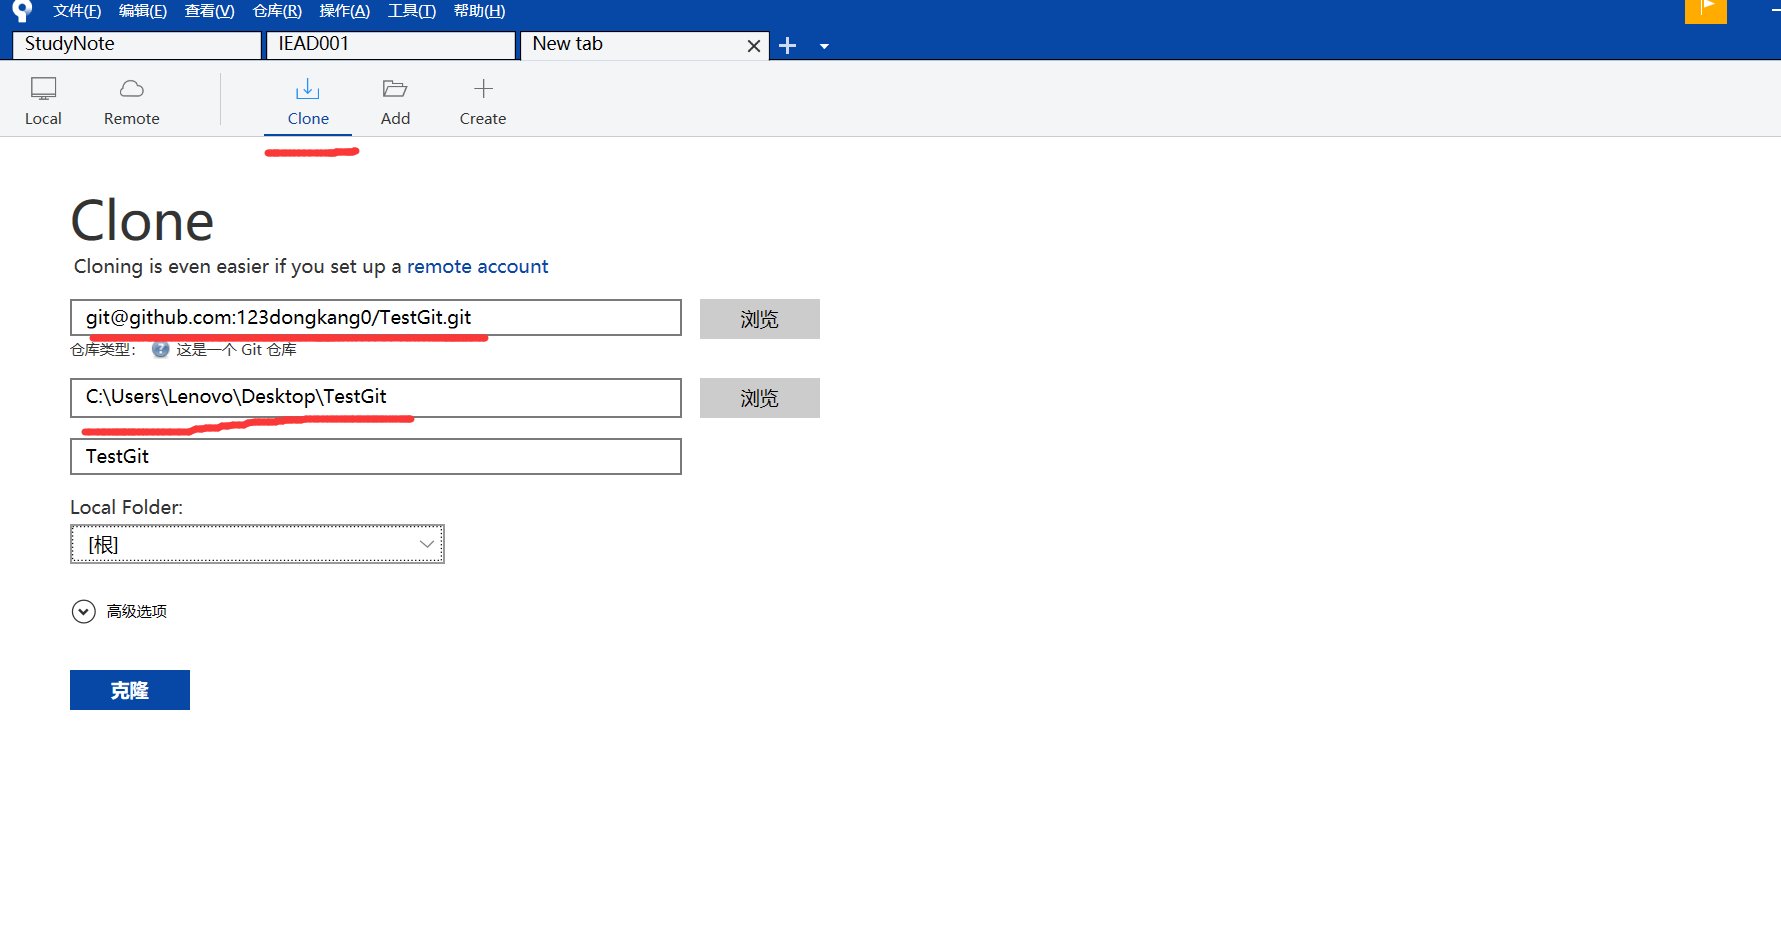 文件(F) 编辑(E) 查看(V) 仓库(R) 操作(A) 工具(T) 帮助(H)
StudyNote IEAD001 New tab
Local Remote Clone Add Create
Clone
Cloning is even easier if you set up a remote account
git@github.com:123dongkang0/TestGit.git 浏览
仓库类型: ? 这是一个 Git 仓库
C:\Users\Lenovo\Desktop\TestGit 浏览
TestGit
Local Folder:
[根]
高级选项
克隆